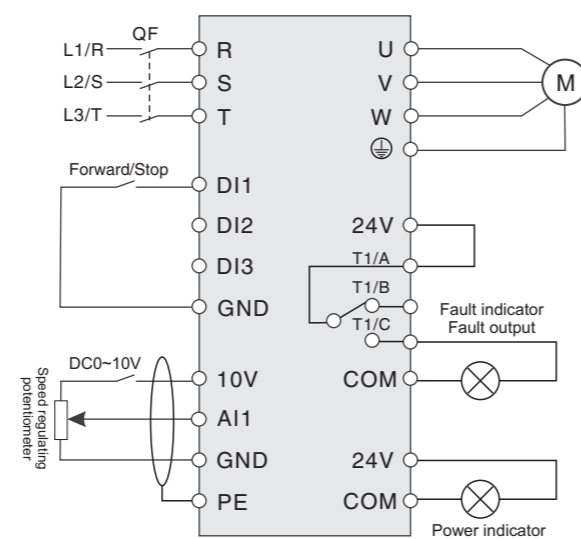 QF
L1/R
L2/S
L3/T
R
S
T
U
V
W
M
Forward/Stop
DI1
DI2
DI3
GND
24V
T1/A
T1/B
T1/C
COM
Fault indicator
Fault output
DC0~10V
Speed regulating
potentiometer
10V
AI1
GND
PE
24V
COM
Power indicator